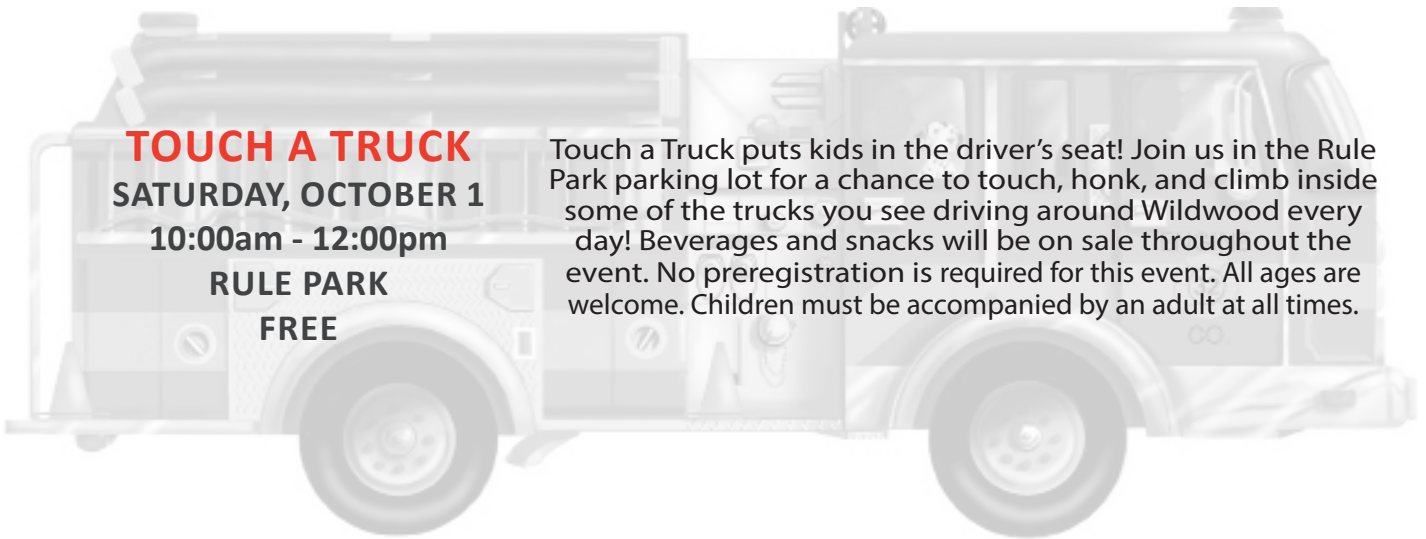 TOUCH A TRUCK
SATURDAY, OCTOBER 1
10:00am - 12:00pm
RULE PARK
FREE
Touch a Truck puts kids in the driver’s seat! Join us in the Rule
Park parking lot for a chance to touch, honk, and climb inside
some of the trucks you see driving around Wildwood every
day! Beverages and snacks will be on sale throughout the
event. No preregistration is required for this event. All ages are
welcome. Children must be accompanied by an adult at all times.
32
CO.